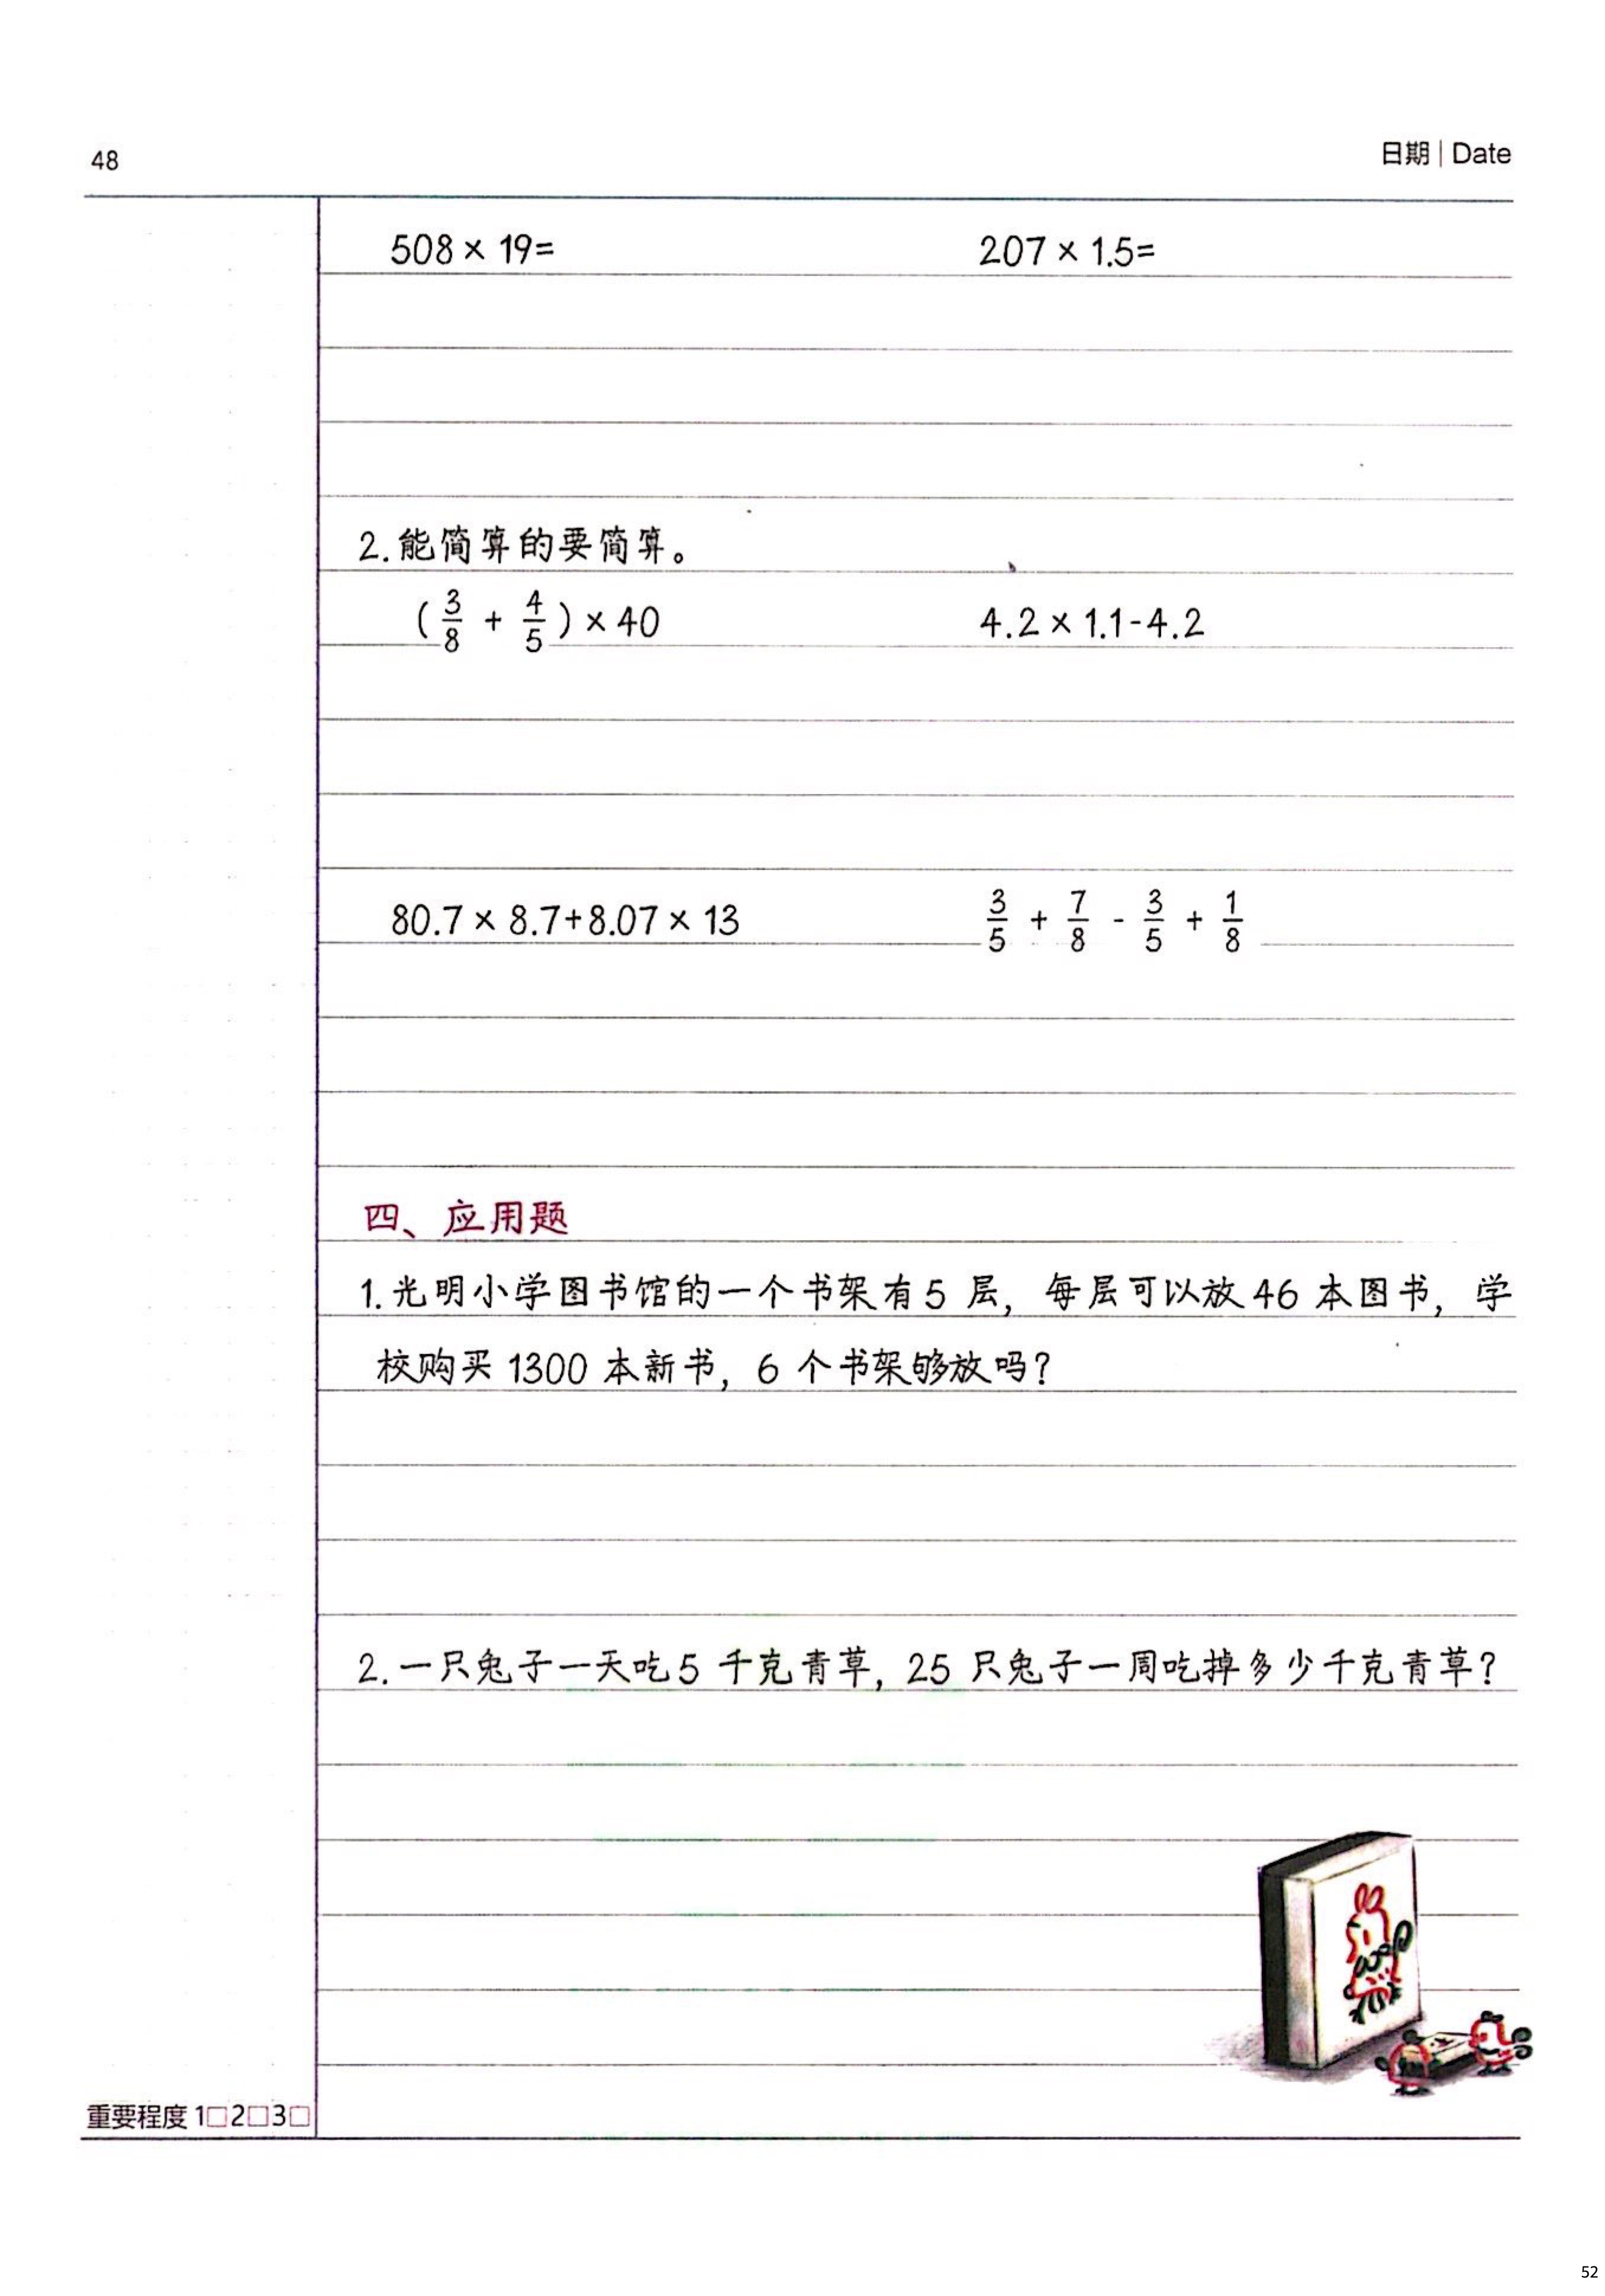 48
日期 | Date
508 × 19=
207 × 1.5=
2.能简算的要简算。
(3/8 + 4/5) × 40
4.2 × 1.1-4.2
80.7 × 8.7+8.07 × 13
3/5 + 7/8 - 3/5 + 1/8
四、应用题
1.光明小学图书馆的一个书架有5 层，每层可以放46 本图书，学
校购买 1300 本新书，6 个书架够放吗？
2.一只兔子一天吃5 千克青草，25 只兔子一周吃掉多少千克青草？
重要程度 1□2□3□
52